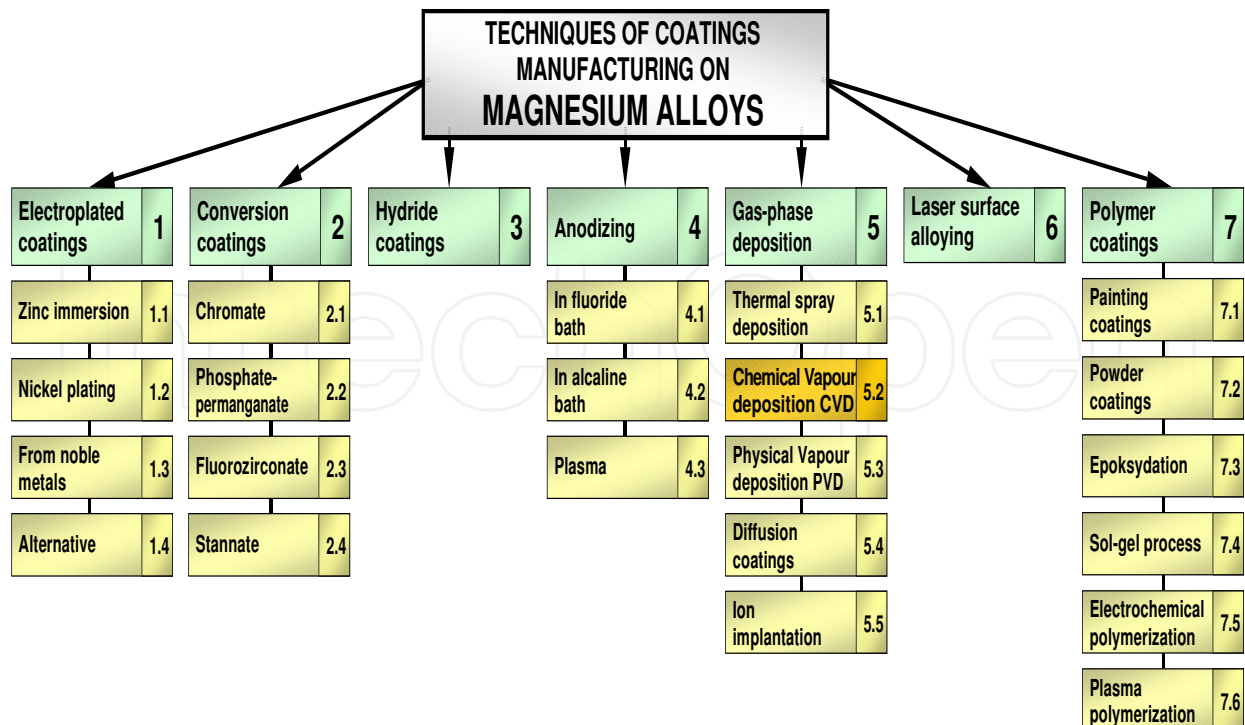 TECHNIQUES OF COATINGS
MANUFACTURING ON
MAGNESIUM ALLOYS
Electroplated
coatings
1
Zinc immersion
1.1
Nickel plating
1.2
From noble
metals
1.3
Alternative
1.4
Conversion
coatings
2
Chromate
2.1
Phosphate-
permanganate
2.2
Fluorozirconate
2.3
Stannate
2.4
Hydride
coatings
3
Anodizing
4
In fluoride
bath
4.1
In alcaline
bath
4.2
Plasma
4.3
Gas-phase
deposition
5
Thermal spray
deposition
5.1
Chemical Vapour
deposition CVD
5.2
Physical Vapour
deposition PVD
5.3
Diffusion
coatings
5.4
Ion
implantation
5.5
Laser surface
alloying
6
Polymer
coatings
7
Painting
coatings
7.1
Powder
coatings
7.2
Epoksydation
7.3
Sol-gel process
7.4
Electrochemical
polymerization
7.5
Plasma
polymerization
7.6
IntechOpen